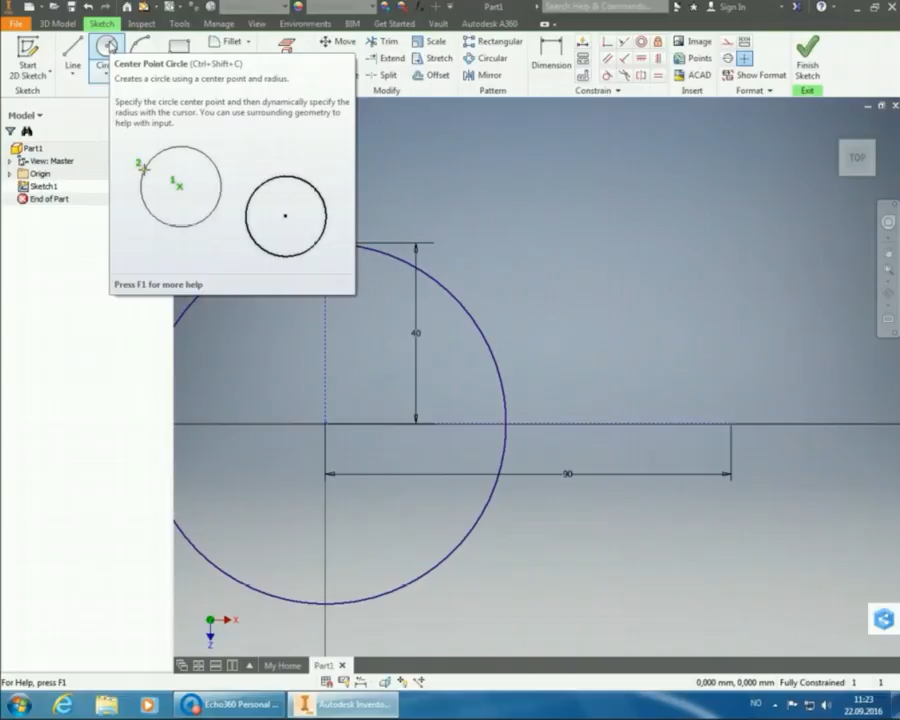 Part1
Search Help & Commands...
Sign In
File 3D Model Sketch Inspect Tools Manage View Environments BIM Get Started Vault Autodesk A360
Start
2D Sketch
Line
Fillet
Move
Trim
Scale
Rectangular
Image
Extend
Stretch
Circular
Points
Split
Offset
Mirror
ACAD
Dimension
Show Format
Finish
Sketch
Sketch
Modify
Pattern
Constrain
Insert
Format
Exit
Center Point Circle (Ctrl+Shift+C)
Creates a circle using a center point and radius.
Specify the circle center point and then dynamically specify the
radius with the cursor. You can use surrounding geometry to
help with input.
2
1
Press F1 for more help
Model
Part1
View: Master
Origin
Sketch1
End of Part
TOP
40
90
X
Z
My Home
Part1
For Help, press F1
0,000 mm, 0,000 mm Fully Constrained 1 1
Echo360 Personal ...
Autodesk Invento...
NO
11:23
22.09.2016